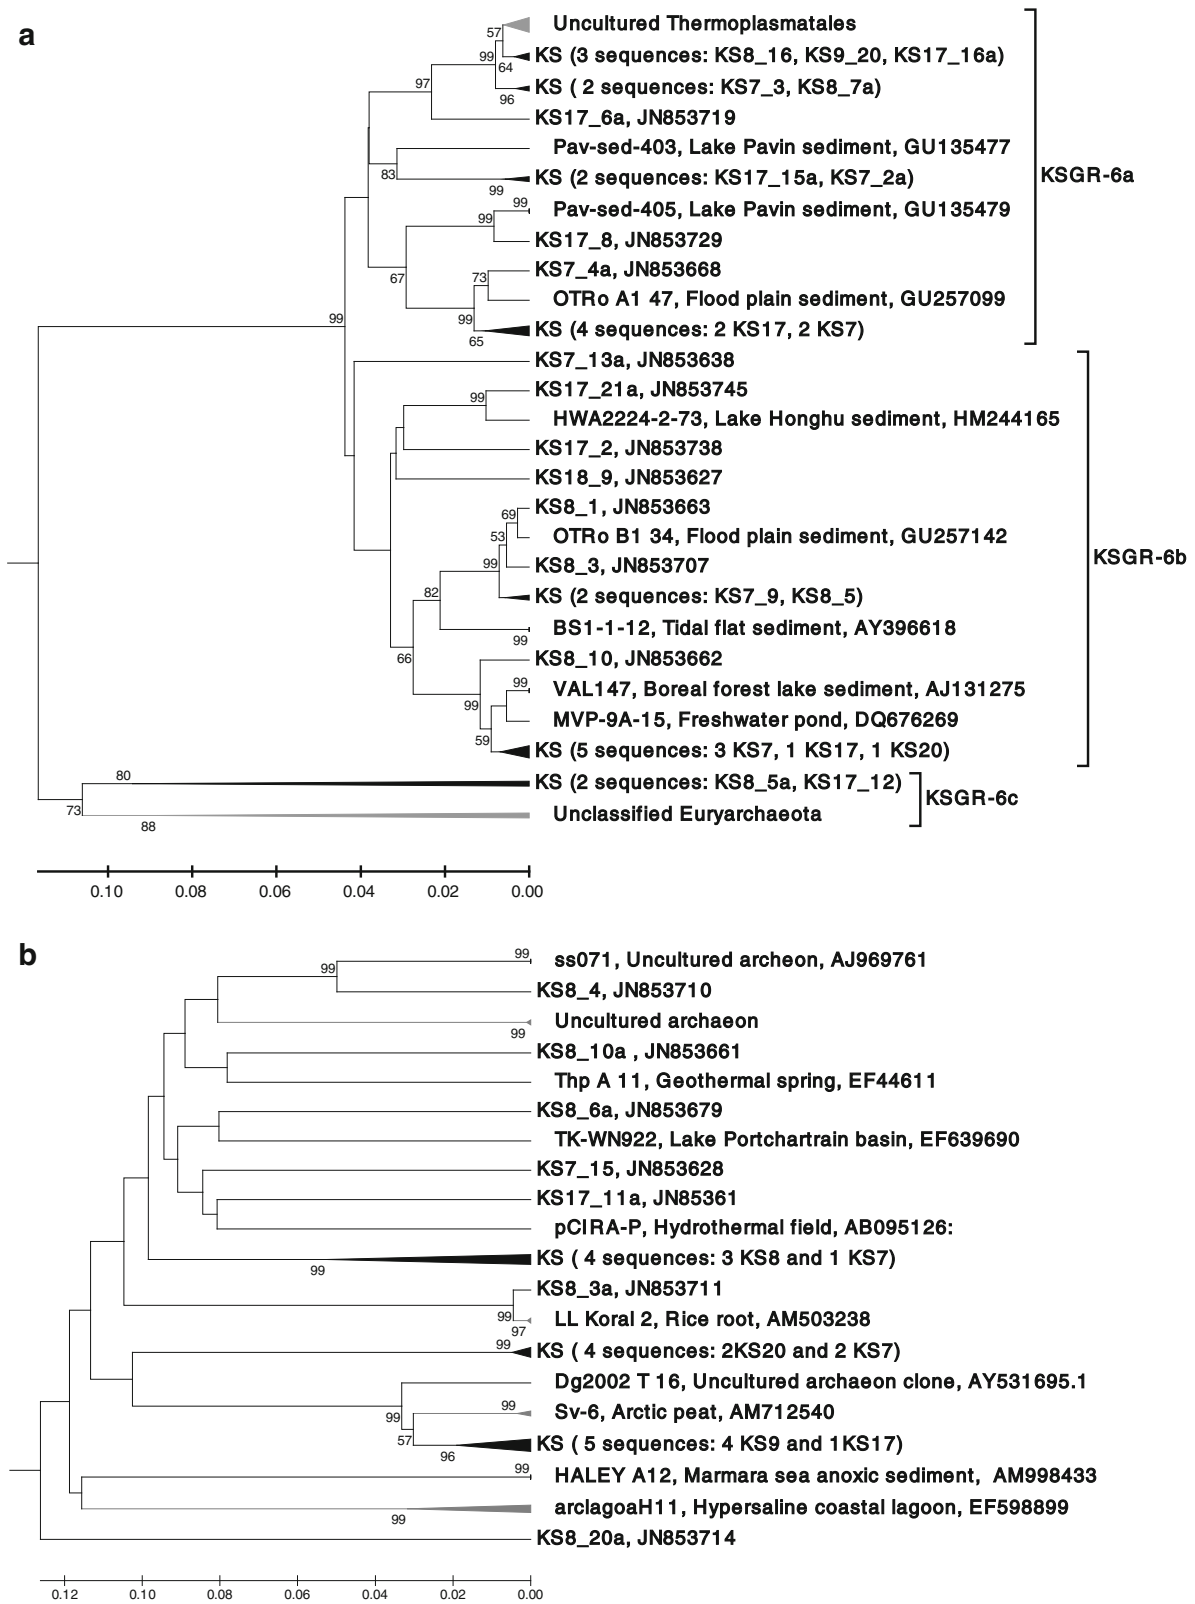 a
57
Uncultured Thermoplasmatales
99
KS (3 sequences: KS8_16, KS9_20, KS17_16a)
64
97
KS ( 2 sequences: KS7_3, KS8_7a)
96
KS17_6a, JN853719
Pav-sed-403, Lake Pavin sediment, GU135477
83
KS (2 sequences: KS17_15a, KS7_2a)
KSGR-6a
99
99
Pav-sed-405, Lake Pavin sediment, GU135479
99
KS17_8, JN853729
67
73
KS7_4a, JN853668
OTRo A1 47, Flood plain sediment, GU257099
99
99
KS (4 sequences: 2 KS17, 2 KS7)
65
KS7_13a, JN853638
KS17_21a, JN853745
99
HWA2224-2-73, Lake Honghu sediment, HM244165
KS17_2, JN853738
KS18_9, JN853627
KS8_1, JN853663
69
OTRo B1 34, Flood plain sediment, GU257142
53
KSGR-6b
99
KS8_3, JN853707
82
KS (2 sequences: KS7_9, KS8_5)
BS1-1-12, Tidal flat sediment, AY396618
99
66
KS8_10, JN853662
99
VAL147, Boreal forest lake sediment, AJ131275
99
MVP-9A-15, Freshwater pond, DQ676269
59
KS (5 sequences: 3 KS7, 1 KS17, 1 KS20)
80
KS (2 sequences: KS8_5a, KS17_12)
KSGR-6c
73
Unclassified Euryarchaeota
88
0.10 0.08 0.06 0.04 0.02 0.00
b
99
ss071, Uncultured archeon, AJ969761
99
KS8_4, JN853710
Uncultured archaeon
99
KS8_10a , JN853661
Thp A 11, Geothermal spring, EF44611
KS8_6a, JN853679
TK-WN922, Lake Portchartrain basin, EF639690
KS7_15, JN853628
KS17_11a, JN85361
pCIRA-P, Hydrothermal field, AB095126:
KS ( 4 sequences: 3 KS8 and 1 KS7)
99
KS8_3a, JN853711
99
LL Koral 2, Rice root, AM503238
97
99
KS ( 4 sequences: 2KS20 and 2 KS7)
Dg2002 T 16, Uncultured archaeon clone, AY531695.1
99
99
Sv-6, Arctic peat, AM712540
57
KS ( 5 sequences: 4 KS9 and 1KS17)
96
99
HALEY A12, Marmara sea anoxic sediment, AM998433
arclagoaH11, Hypersaline coastal lagoon, EF598899
99
KS8_20a, JN853714
0.12 0.10 0.08 0.06 0.04 0.02 0.00